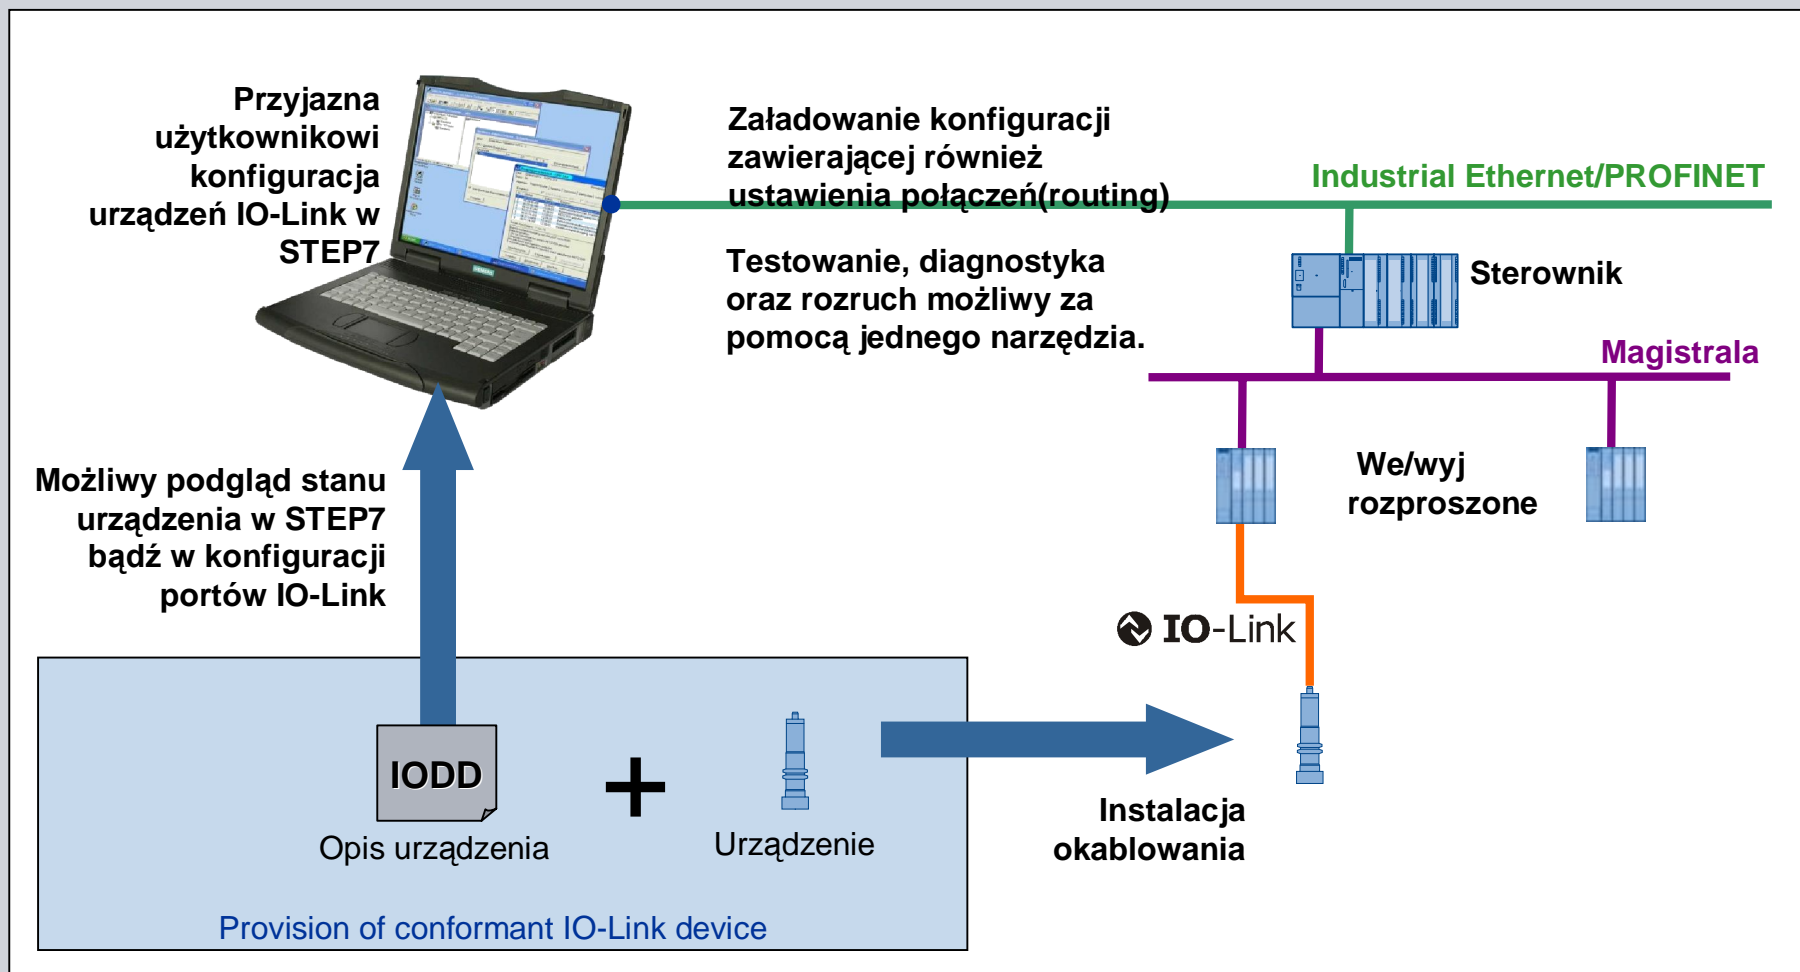 Przyjazna
użytkownikowi
konfiguracja
urządzeń IO-Link w
STEP7
Załadowanie konfiguracji
zawierającej również
ustawienia połączeń(routing)
Industrial Ethernet/PROFINET
Testowanie, diagnostyka
oraz rozruch możliwy za
pomocą jednego narzędzia.
Sterownik
Magistrala
Możliwy podgląd stanu
urządzenia w STEP7
bądź w konfiguracji
portów IO-Link
We/wyj
rozproszone
IO-Link
IODD
+
Opis urządzenia
Urządzenie
Instalacja
okablowania
Provision of conformant IO-Link device